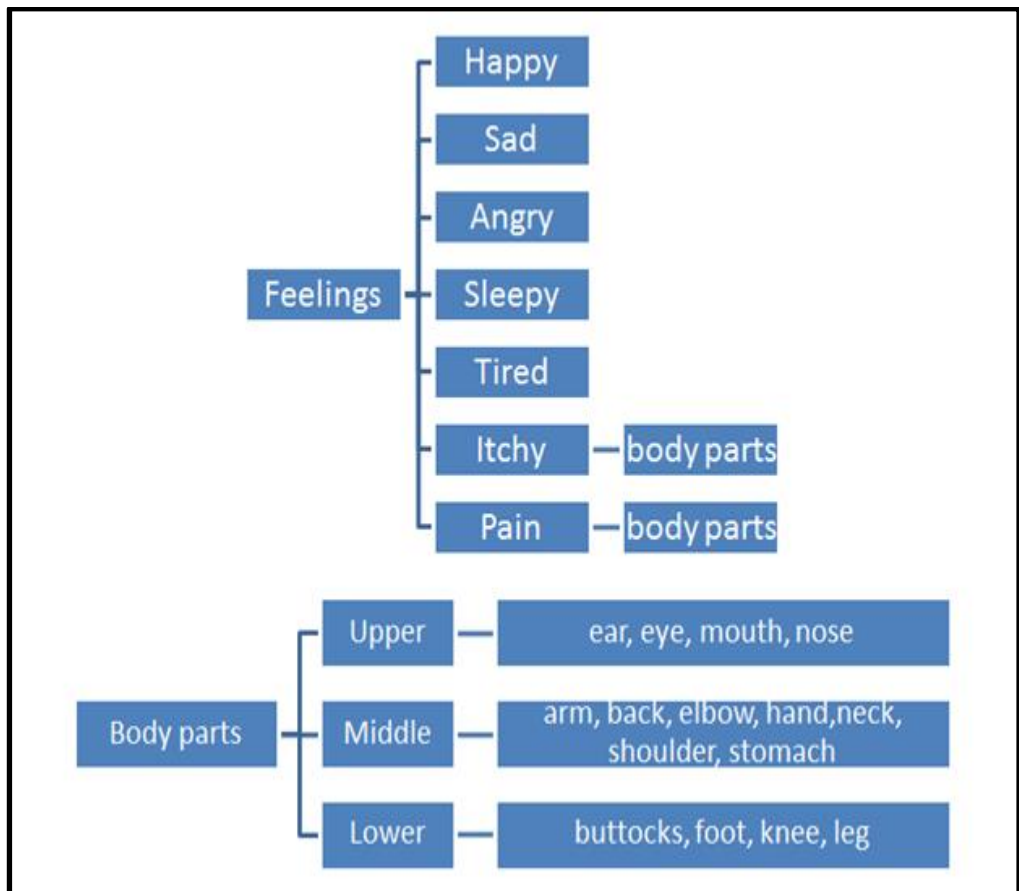 Happy
Sad
Angry
Feelings
Sleepy
Tired
Itchy
body parts
Pain
body parts
Upper
ear, eye, mouth, nose
Body parts
Middle
arm, back, elbow, hand,neck,
shoulder, stomach
Lower
buttocks, foot, knee, leg